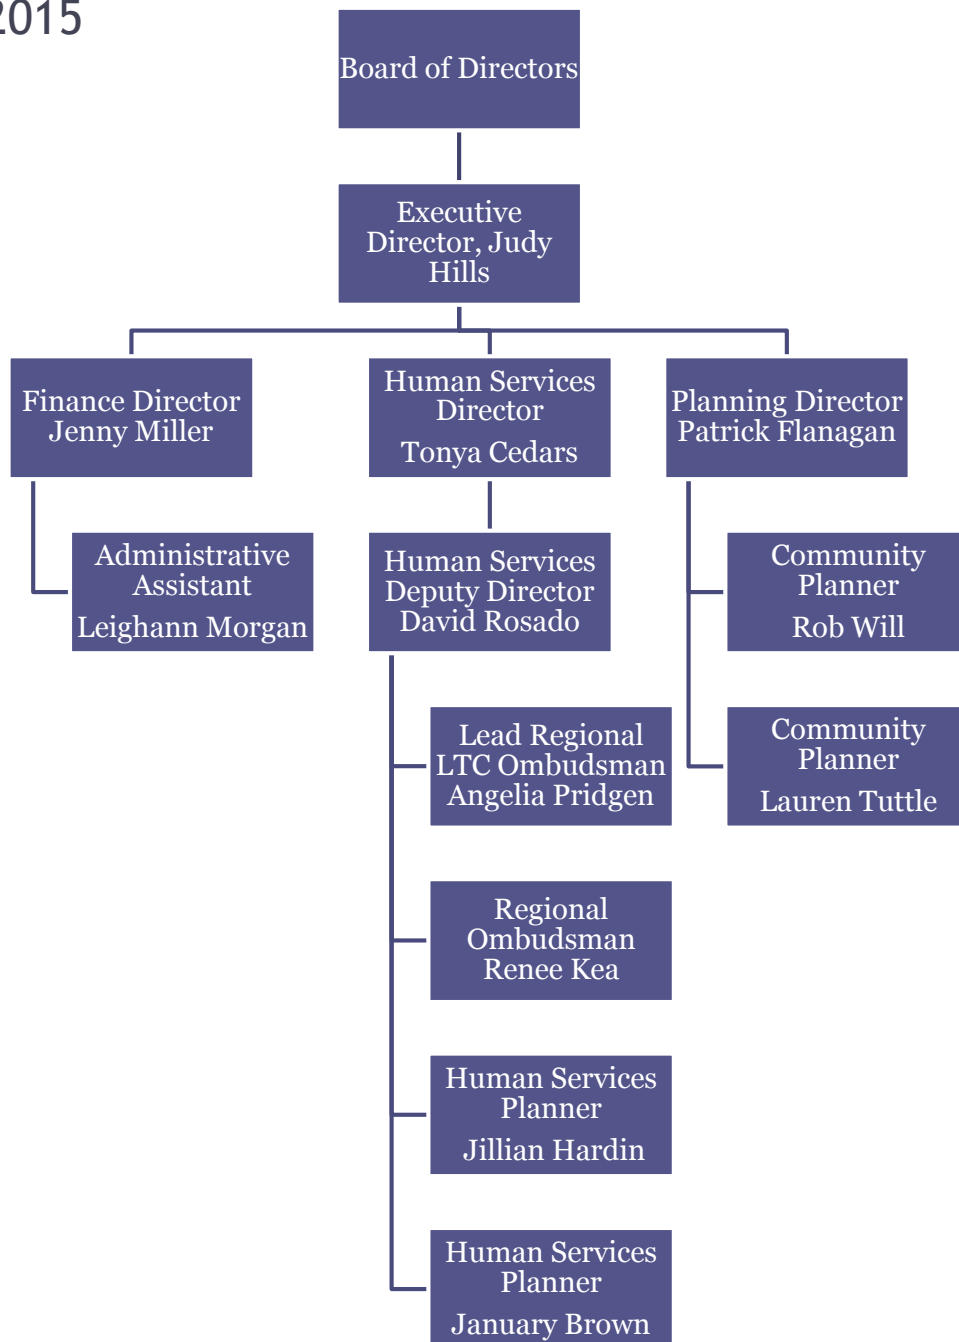 2015
Board of Directors
Executive
Director, Judy
Hills
Finance Director
Jenny Miller
Human Services
Director
Tonya Cedars
Planning Director
Patrick Flanagan
Administrative
Assistant
Leighann Morgan
Human Services
Deputy Director
David Rosado
Community
Planner
Rob Will
Lead Regional
LTC Ombudsman
Angelia Pridgen
Community
Planner
Lauren Tuttle
Regional
Ombudsman
Renee Kea
Human Services
Planner
Jillian Hardin
Human Services
Planner
January Brown